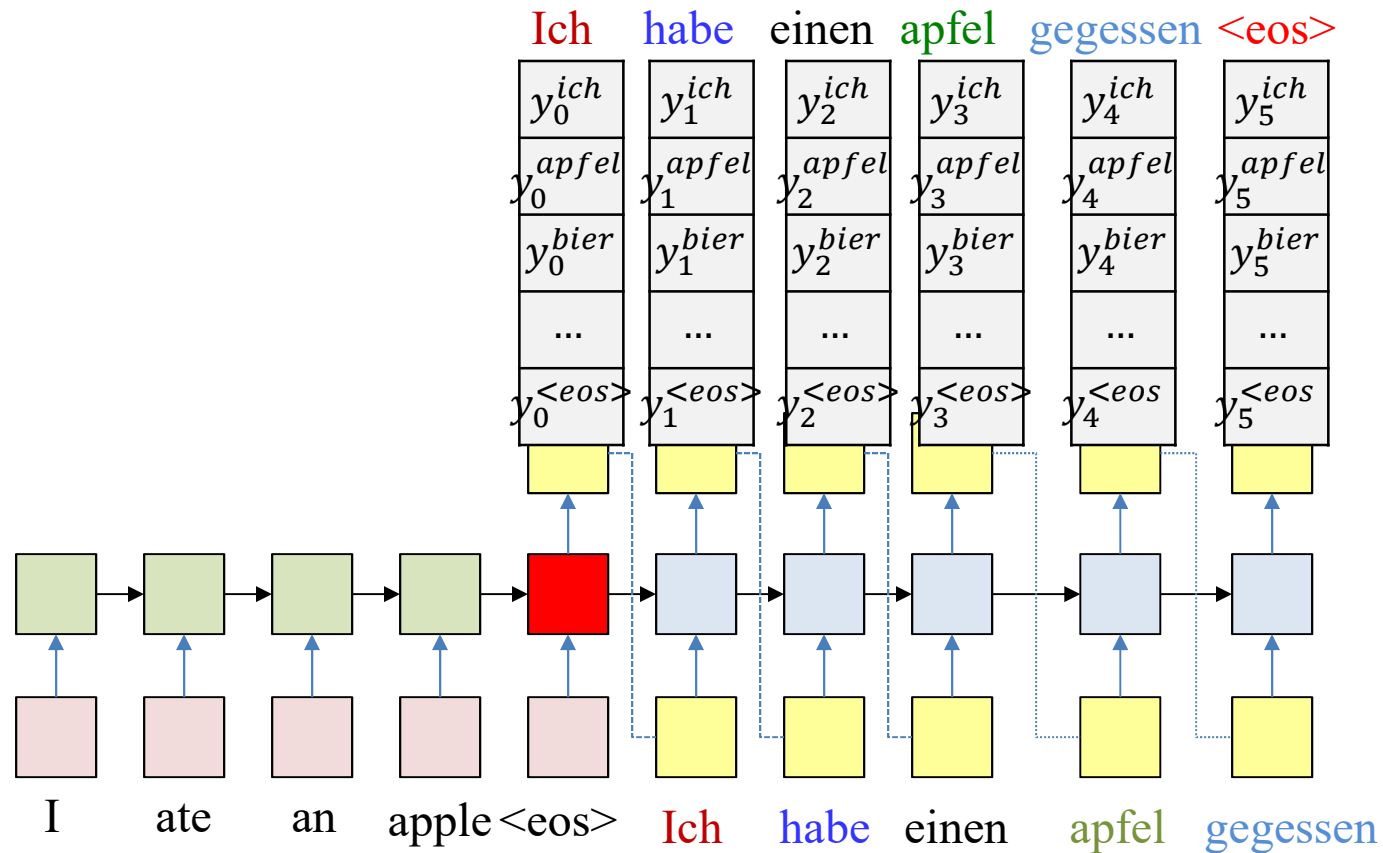 Ich habe einen apfel gegessen <eos>
y_0^{ich} y_1^{ich} y_2^{ich} y_3^{ich} y_4^{ich} y_5^{ich}
y_0^{apfel} y_1^{apfel} y_2^{apfel} y_3^{apfel} y_4^{apfel} y_5^{apfel}
y_0^{bier} y_1^{bier} y_2^{bier} y_3^{bier} y_4^{bier} y_5^{bier}
... ... ... ... ... ...
y_0^{<eos>} y_1^{<eos>} y_2^{<eos>} y_3^{<eos>} y_4^{<eos} y_5^{<eos}
I ate an apple <eos> Ich habe einen apfel gegessen